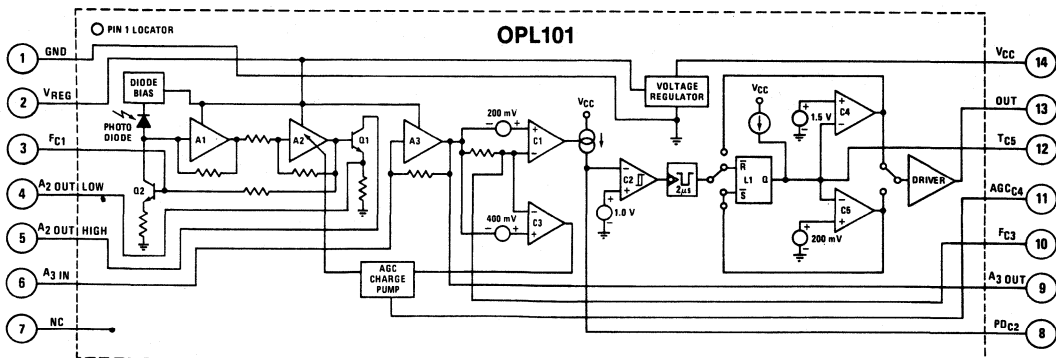 OPL101
PIN 1 LOCATOR
1 GND
2 VREG
3 FC1
4 A2 OUT LOW
5 A2 OUT HIGH
6 A3 IN
7 NC
VCC 14
OUT 13
TC5 12
AGCC4 11
FC3 10
A3 OUT 9
PDC2 8
DIODE
BIAS
PHOTO
DIODE
Q2
A1
A2
Q1
A3
200 mV
+
−
C1
−
+
400 mV
−
+
C3
AGC
CHARGE
PUMP
VCC
VOLTAGE
REGULATOR
−
+
C2
1.0 V
+
−
2μs
R
L1
Q
S
VCC
1.5 V
+
−
+
−
C4
−
+
C5
200 mV
+
−
DRIVER